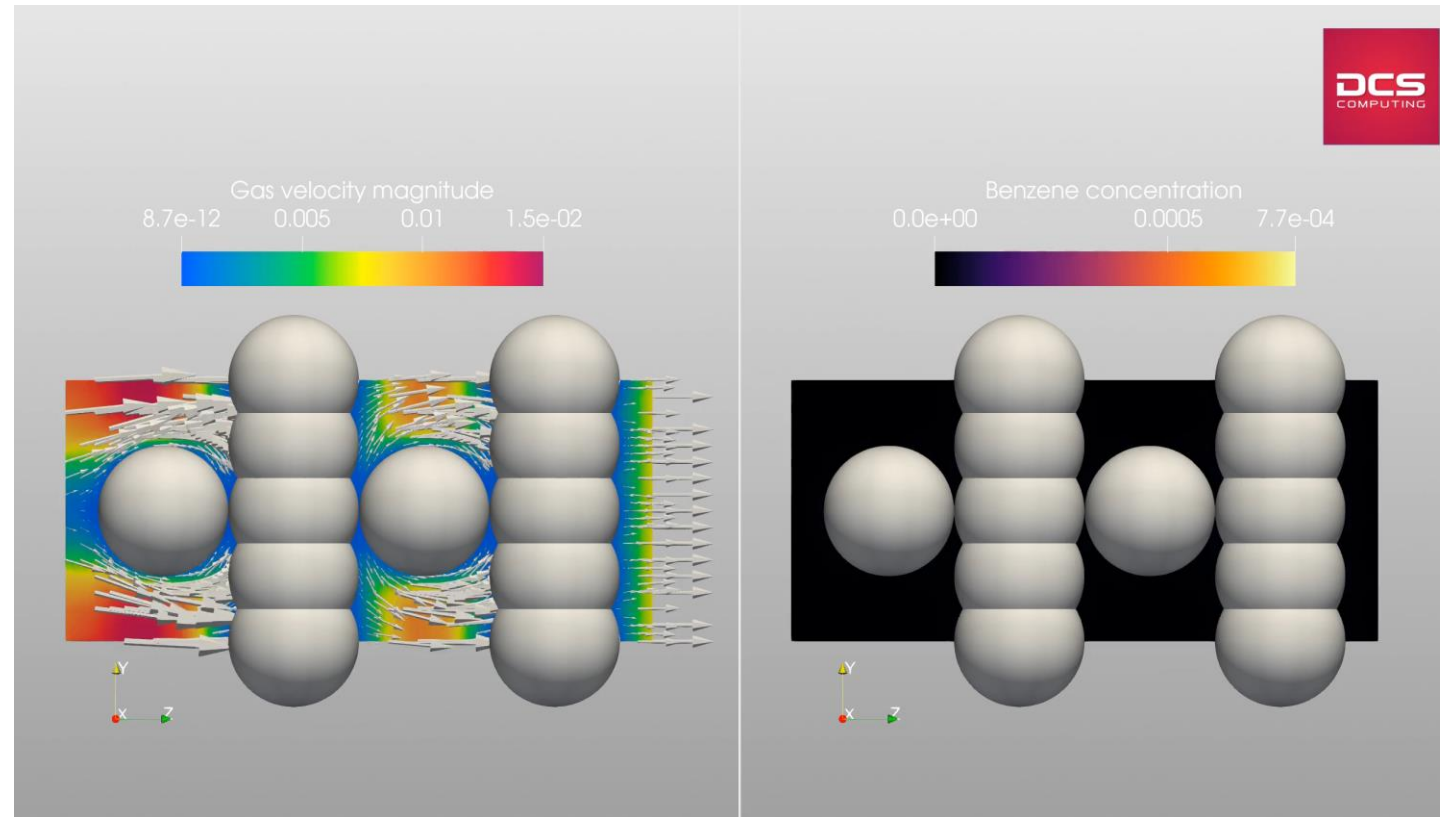 DCS
COMPUTING
Gas velocity magnitude
8.7e-12 0.005 0.01 1.5e-02
Benzene concentration
0.0e+00 0.0005 7.7e-04
Y
X Z
Y
X Z